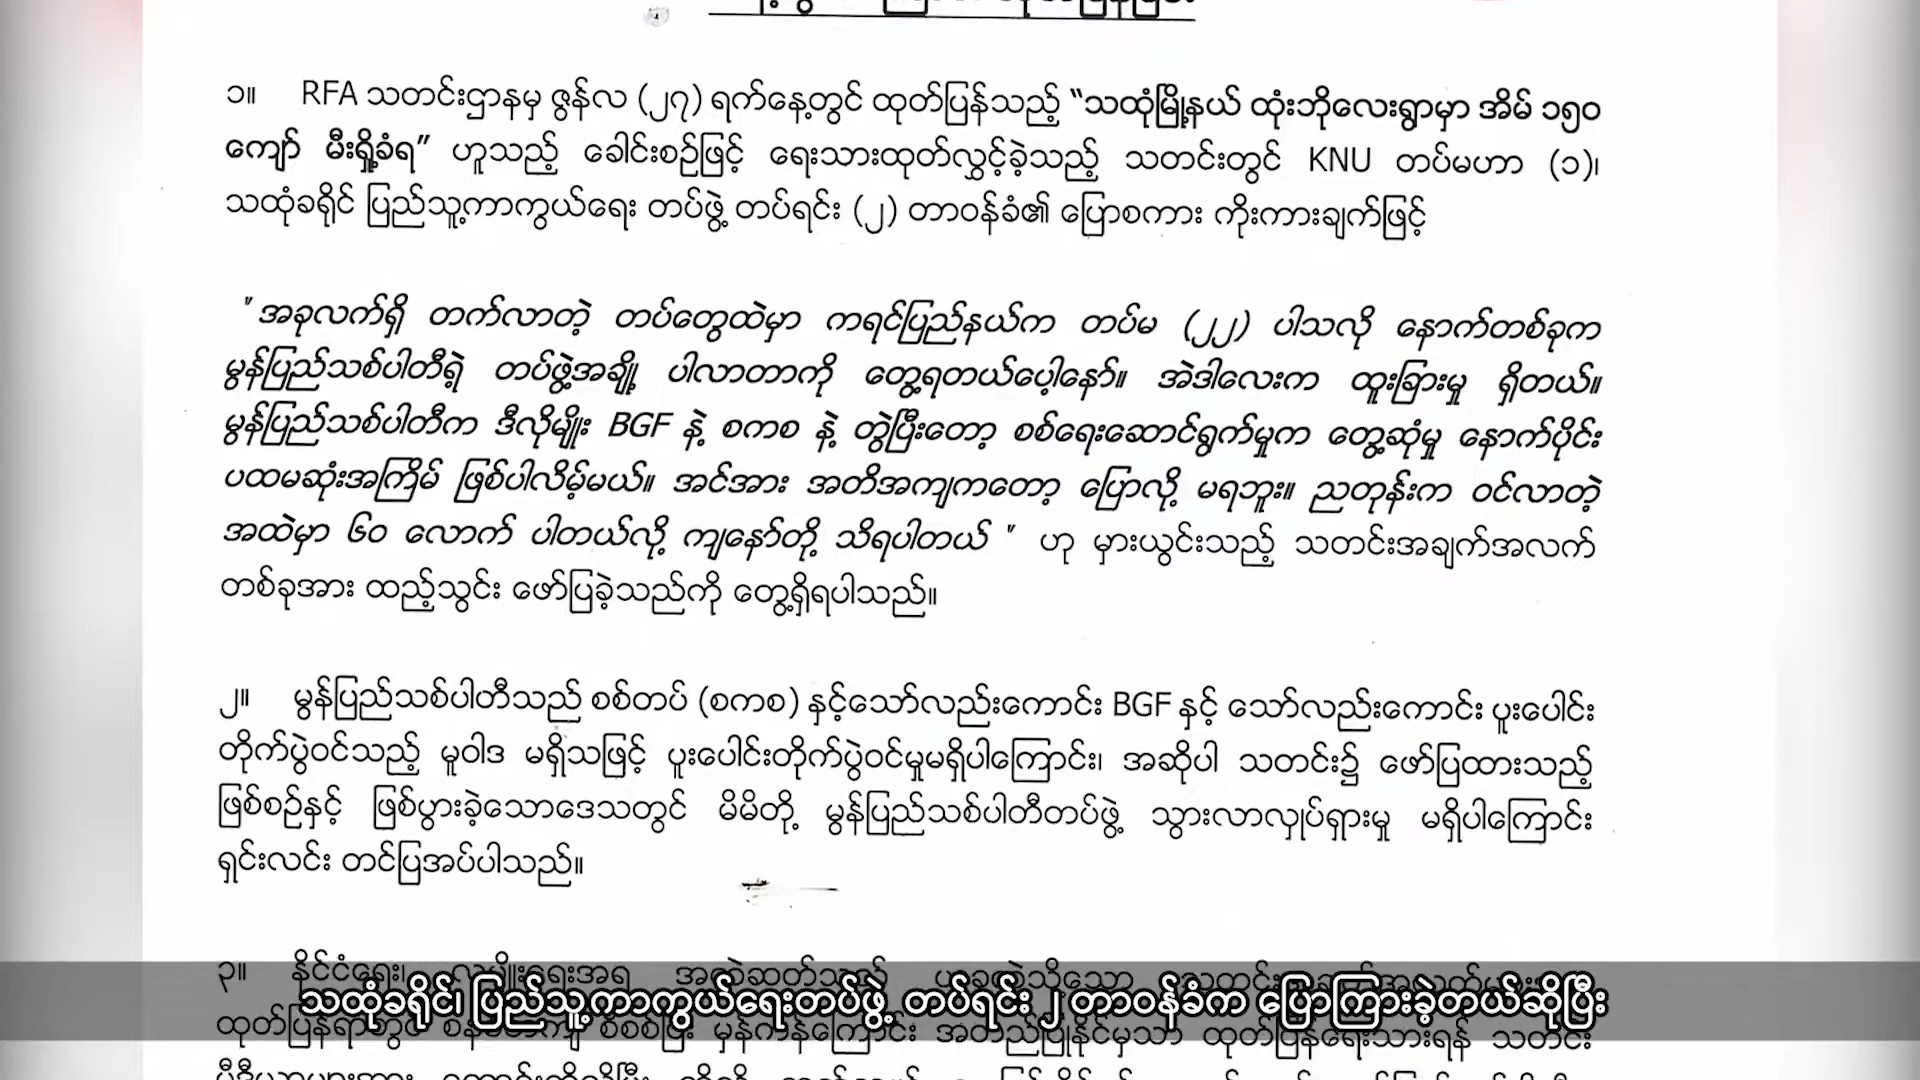 ၁။ RFA သတင်းဌာနမှ ဇွန်လ (၂၇) ရက်နေ့တွင် ထုတ်ပြန်သည့် “သထုံမြို့နယ် ထုံးဘိုလေးရွာမှာ အိမ် ၁၅၀
ကျော် မီးရှို့ခံရ” ဟူသည့် ခေါင်းစဉ်ဖြင့် ရေးသားထုတ်လွှင့်ခဲ့သည့် သတင်းတွင် KNU တပ်မဟာ (၁)၊
သထုံခရိုင် ပြည်သူ့ကာကွယ်ရေး တပ်ဖွဲ့ တပ်ရင်း (၂) တာဝန်ခံ၏ ပြောစကား ကိုးကားချက်ဖြင့်
" အခုလက်ရှိ တက်လာတဲ့ တပ်တွေထဲမှာ ကရင်ပြည်နယ်က တပ်မ (၂၂) ပါသလို နောက်တစ်ခုက
မွန်ပြည်သစ်ပါတီရဲ့ တပ်ဖွဲ့အချို့ ပါလာတာကို တွေ့ရတယ်ပေ့ါနော်။ အဲဒါလေးက ထူးခြားမှု ရှိတယ်။
မွန်ပြည်သစ်ပါတီက ဒီလိုမျိုး BGF နဲ့ စကစ နဲ့ တွဲပြီးတော့ စစ်ရေးဆောင်ရွက်မှုက တွေ့ဆုံမှု နောက်ပိုင်း
ပထမဆုံးအကြိမ် ဖြစ်ပါလိမ့်မယ်။ အင်အား အတိအကျကတော့ ပြောလို့ မရဘူး။ ညတုန်းက ဝင်လာတဲ့
အထဲမှာ ၆၀ လောက် ပါတယ်လို့ ကျနော်တို့ သိရပါတယ် " ဟု မှားယွင်းသည့် သတင်းအချက်အလက်
တစ်ခုအား ထည့်သွင်း ဖော်ပြခဲ့သည်ကို တွေ့ရှိရပါသည်။
၂။ မွန်ပြည်သစ်ပါတီသည် စစ်တပ် (စကစ) နှင့်သော်လည်းကောင်း BGF နှင့် သော်လည်းကောင်း ပူးပေါင်း
တိုက်ပွဲဝင်သည့် မူဝါဒ မရှိသဖြင့် ပူးပေါင်းတိုက်ပွဲဝင်မှုမရှိပါကြောင်း၊ အဆိုပါ သတင်း၌ ဖော်ပြထားသည့်
ဖြစ်စဉ်နှင့် ဖြစ်ပွားခဲ့သောဒေသတွင် မိမိတို့ မွန်ပြည်သစ်ပါတီတပ်ဖွဲ့ သွားလာလှုပ်ရှားမှု မရှိပါကြောင်း
ရှင်းလင်း တင်ပြအပ်ပါသည်။
၃။ နိုင်ငံရေး၊
သထုံခရိုင်၊ ပြည်သူ့ကာကွယ်ရေးတပ်ဖွဲ့ တပ်ရင်း ၂ တာဝန်ခံက ပြောကြားခဲ့တယ်ဆိုပြီး